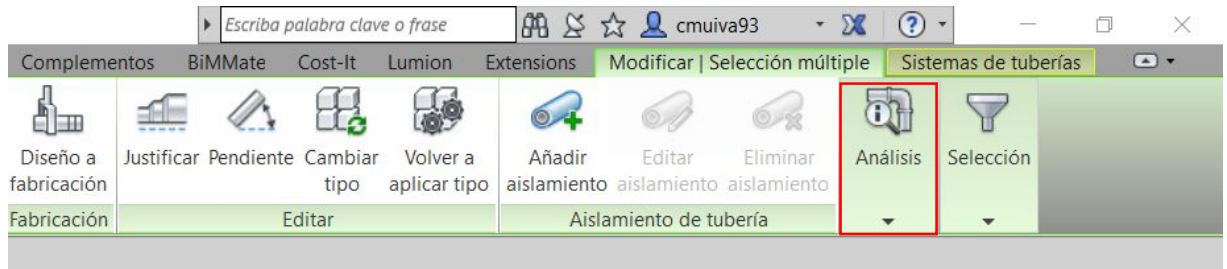 Escriba palabra clave o frase cmuiva93 ?
Complementos BiMMate Cost-It Lumion Extensions Modificar | Selección múltiple Sistemas de tuberías
Diseño a Justificar Pendiente Cambiar Volver a Añadir Editar Eliminar Análisis Selección
fabricación tipo aplicar tipo aislamiento aislamiento aislamiento
Fabricación Editar Aislamiento de tubería